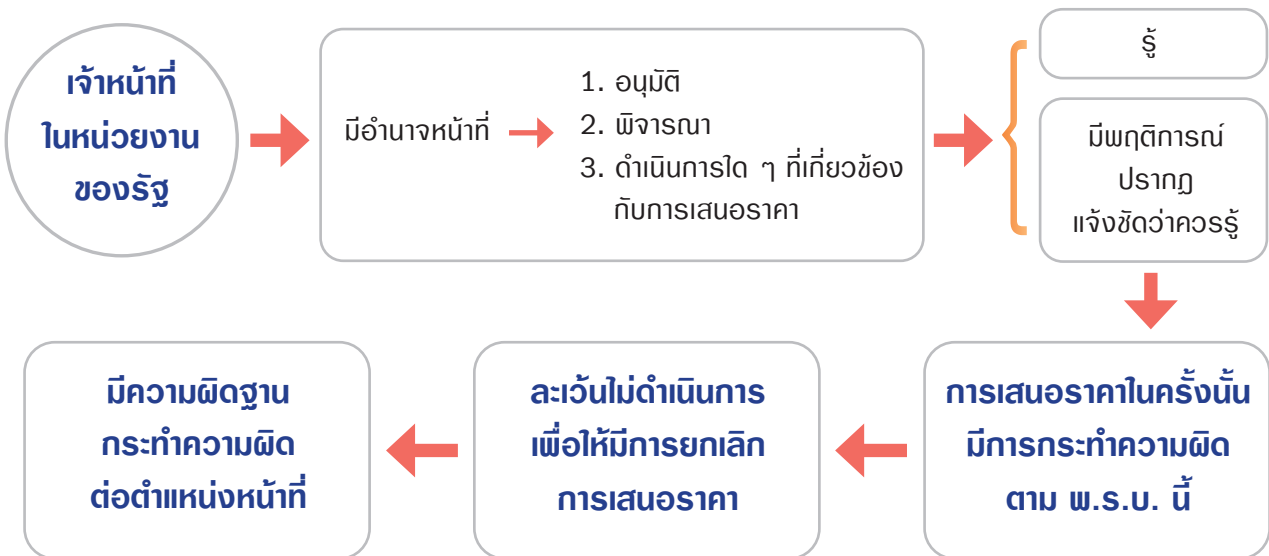 เจ้าหน้าที่
ในหน่วยงาน
ของรัฐ
มีอำนาจหน้าที่
1. อนุมัติ
2. พิจารณา
3. ดำเนินการใด ๆ ที่เกี่ยวข้อง
กับการเสนอราคา
รู้
มีพฤติการณ์
ปรากฏ
แจ้งชัดว่าควรรู้
การเสนอราคาในครั้งนั้น
มีการกระทำความผิด
ตาม พ.ร.บ. นี้
ละเว้นไม่ดำเนินการ
เพื่อให้มีการยกเลิก
การเสนอราคา
มีความผิดฐาน
กระทำความผิด
ต่อตำแหน่งหน้าที่